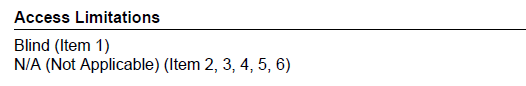 Access Limitations
Blind (Item 1)
N/A (Not Applicable) (Item 2, 3, 4, 5, 6)